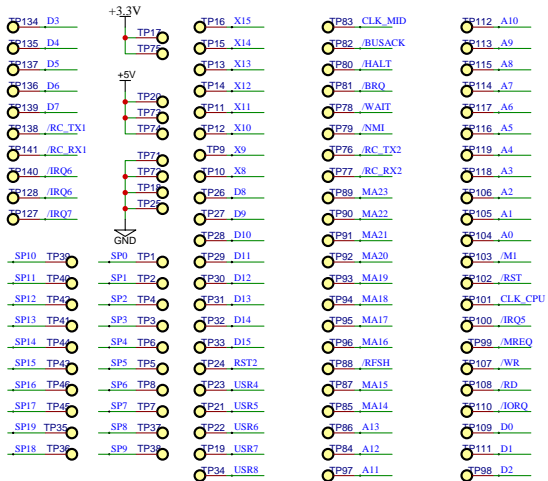 +3.3V
TP134 D3
TP135 D4
TP137 D5
TP136 D6
TP139 D7
TP138 /RC_TX1
TP141 /RC_RX1
TP140 /IRQ6
TP128 /IRQ6
TP127 /IRQ7
TP17
TP75
+5V
TP20
TP73
TP74
TP71
TP72
TP18
TP25
GND
SP10 TP39
SP11 TP40
SP12 TP42
SP13 TP41
SP14 TP44
SP15 TP43
SP16 TP46
SP17 TP45
SP19 TP35
SP18 TP36
SP0 TP1
SP1 TP2
SP2 TP4
SP3 TP3
SP4 TP6
SP5 TP5
SP6 TP8
SP7 TP7
SP8 TP37
SP9 TP38
TP16 X15
TP15 X14
TP13 X13
TP14 X12
TP11 X11
TP12 X10
TP9 X9
TP10 X8
TP26 D8
TP27 D9
TP28 D10
TP29 D11
TP30 D12
TP31 D13
TP32 D14
TP33 D15
TP24 RST2
TP23 USR4
TP21 USR5
TP22 USR6
TP19 USR7
TP34 USR8
TP83 CLK_MID
TP82 /BUSACK
TP80 /HALT
TP81 /BRQ
TP78 /WAIT
TP79 /NMI
TP76 /RC_TX2
TP77 /RC_RX2
TP89 MA23
TP90 MA22
TP91 MA21
TP92 MA20
TP93 MA19
TP94 MA18
TP95 MA17
TP96 MA16
TP88 /RFSH
TP87 MA15
TP85 MA14
TP86 A13
TP84 A12
TP97 A11
TP112 A10
TP113 A9
TP115 A8
TP114 A7
TP117 A6
TP116 A5
TP119 A4
TP118 A3
TP106 A2
TP105 A1
TP104 A0
TP103 /M1
TP102 /RST
TP101 CLK_CPU
TP100 /IRQ5
TP99 /MREQ
TP107 /WR
TP108 /RD
TP110 /IORQ
TP109 D0
TP111 D1
TP98 D2